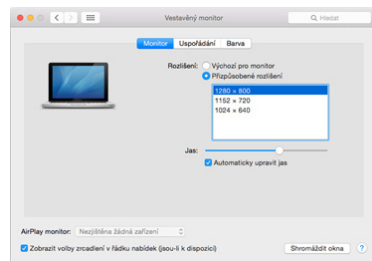 Vestavěný monitor
Hledat
Monitor Uspořádání Barva
Rozlišení: Výchozí pro monitor
Přizpůsobené rozlišení
1280 × 800
1152 × 720
1024 × 640
Jas:
Automaticky upravit jas
AirPlay monitor: Nezjištěna žádná zařízení
Zobrazit volby zrcadlení v řádku nabídek (jsou-li k dispozici) Shromáždit okna ?